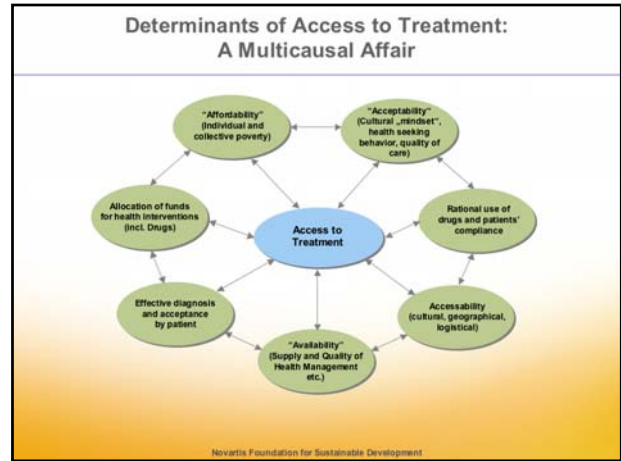 Determinants of Access to Treatment:
A Multicausal Affair
"Affordability"
(Individual and
collective poverty)
"Acceptability"
(Cultural „mindset",
health seeking
behavior, quality of
care)
Allocation of funds
for health interventions
(incl. Drugs)
Access to
Treatment
Rational use of
drugs and patients'
compliance
Effective diagnosis
and acceptance
by patient
Accessability
(cultural, geographical,
logistical)
"Availability"
(Supply and Quality of
Health Management
etc.)
Novartis Foundation for Sustainable Development